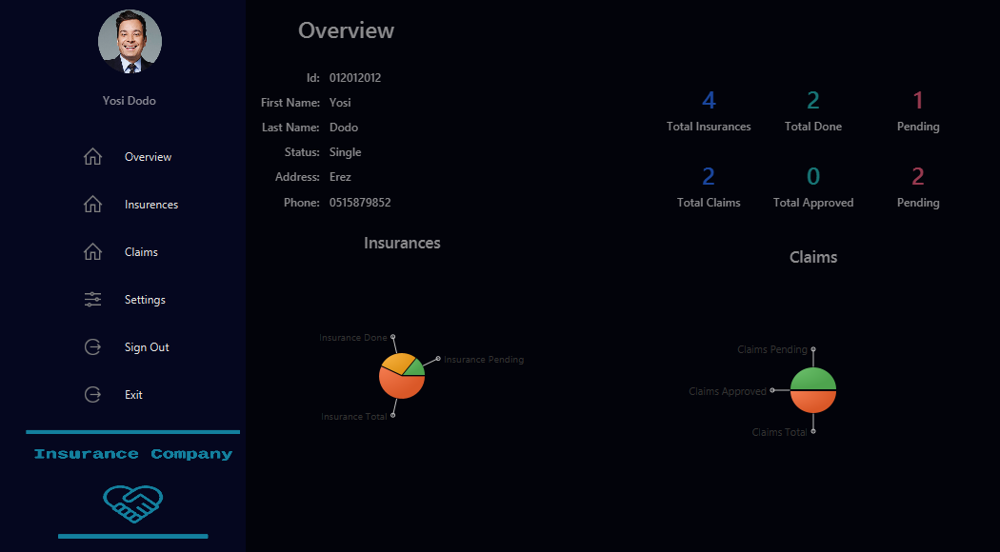 Yosi Dodo
Overview
Insurences
Claims
Settings
Sign Out
Exit
Insurance Company
Overview
Id: 012012012
First Name: Yosi
Last Name: Dodo
Status: Single
Address: Erez
Phone: 0515879852
4 2 1
Total Insurances Total Done Pending
2 0 2
Total Claims Total Approved Pending
Insurances
Insurance Done
Insurance Pending
Insurance Total
Claims
Claims Pending
Claims Approved
Claims Total